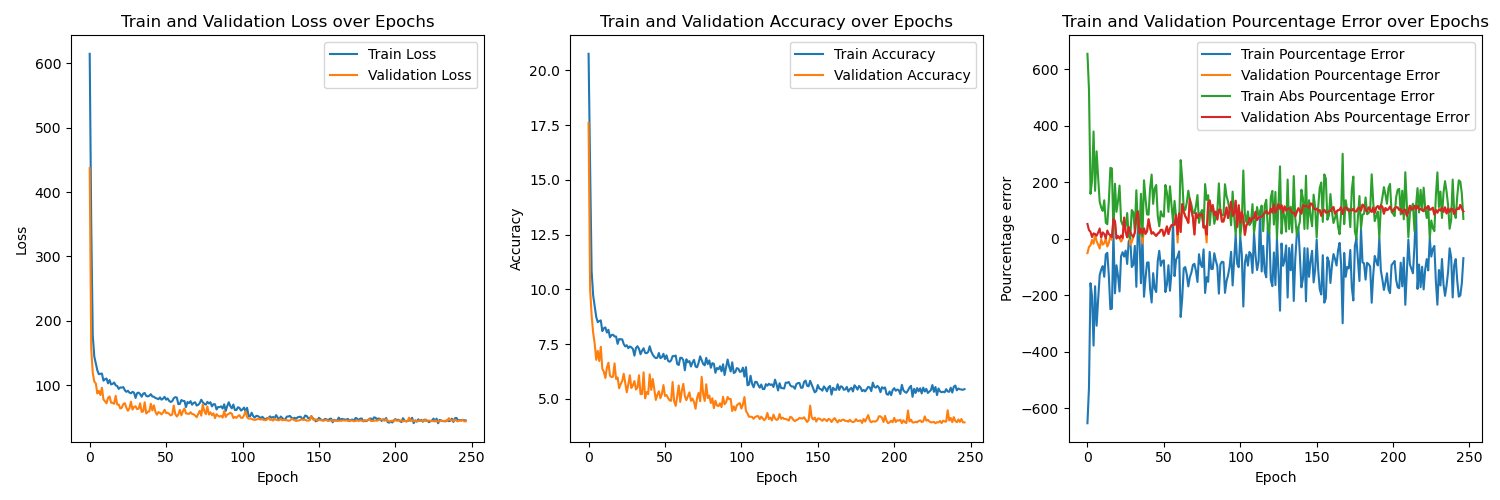 Train and Validation Loss over Epochs
Train Loss
Validation Loss
600
500
400
300
200
100
Loss
0
50
100
150
200
250
Epoch
Train and Validation Accuracy over Epochs
Train Accuracy
Validation Accuracy
20.0
17.5
15.0
12.5
10.0
7.5
5.0
Accuracy
0
50
100
150
200
250
Epoch
Train and Validation Pourcentage Error over Epochs
Train Pourcentage Error
Validation Pourcentage Error
Train Abs Pourcentage Error
Validation Abs Pourcentage Error
600
400
200
0
−200
−400
−600
Pourcentage error
0
50
100
150
200
250
Epoch